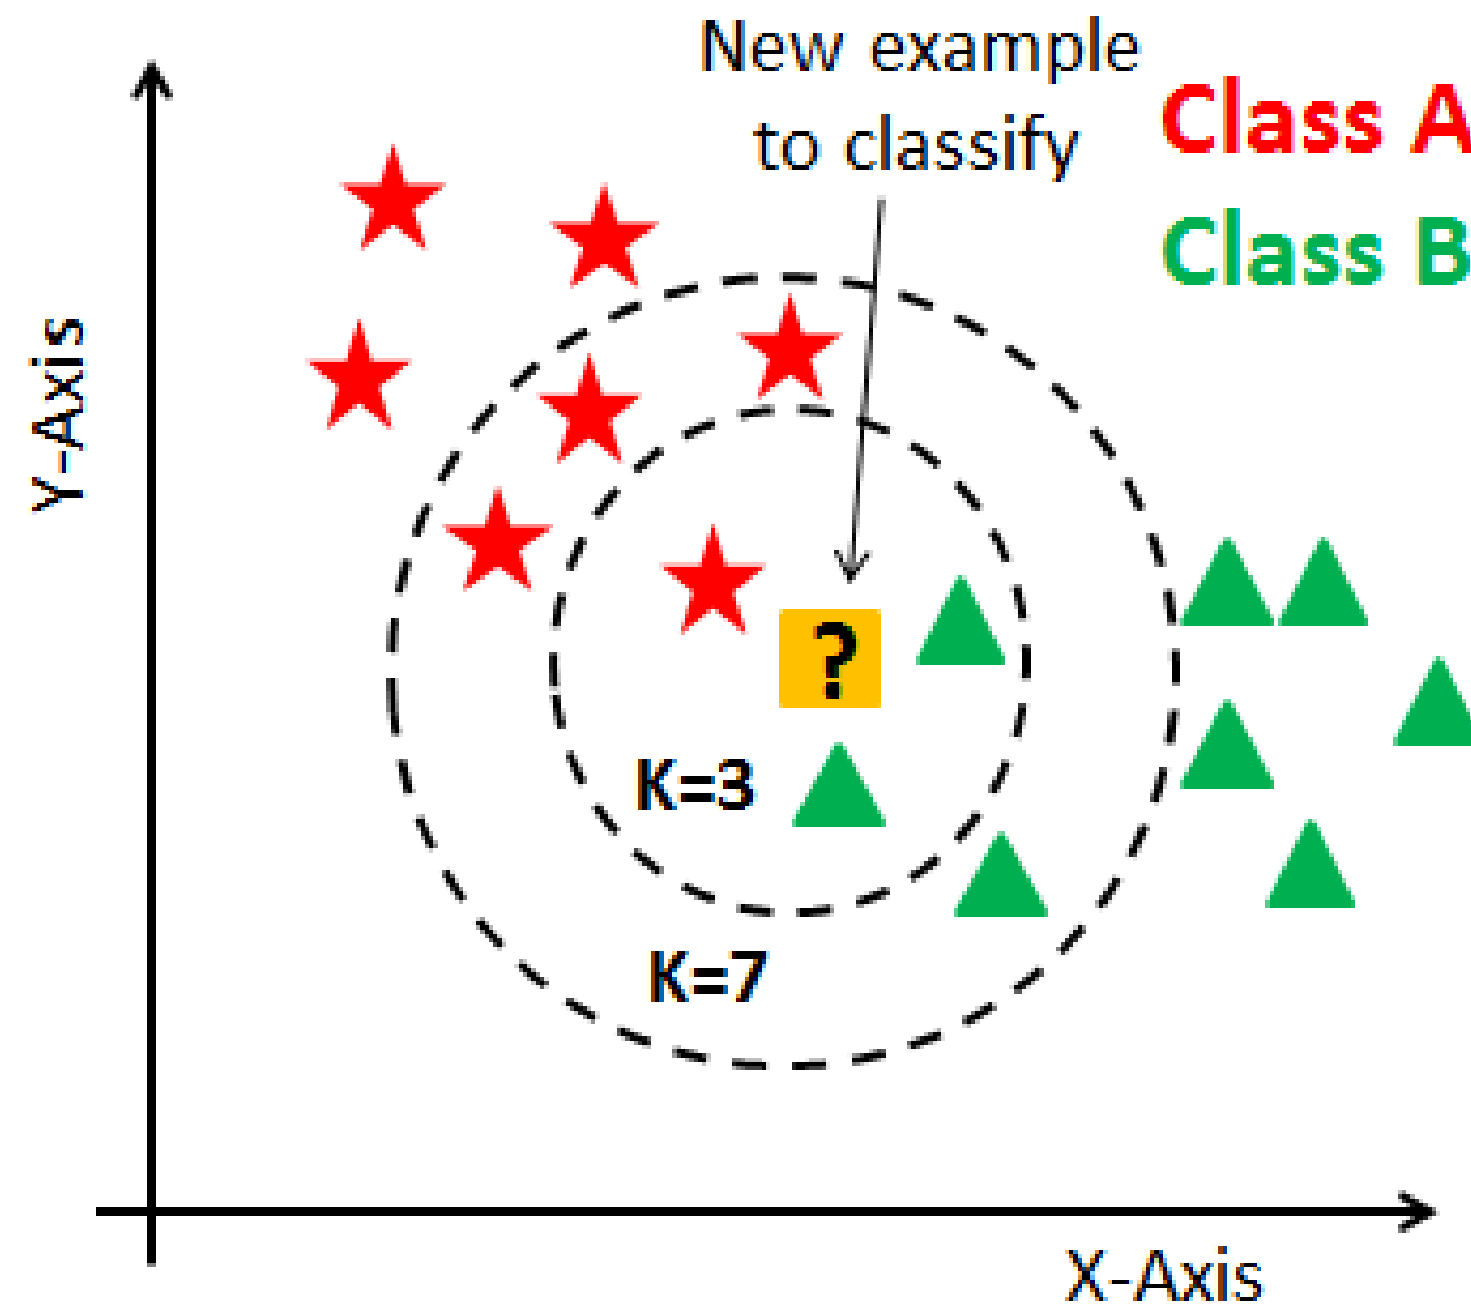 New example
to classify
Class A
Class B
Y-Axis
?
K=3
K=7
X-Axis